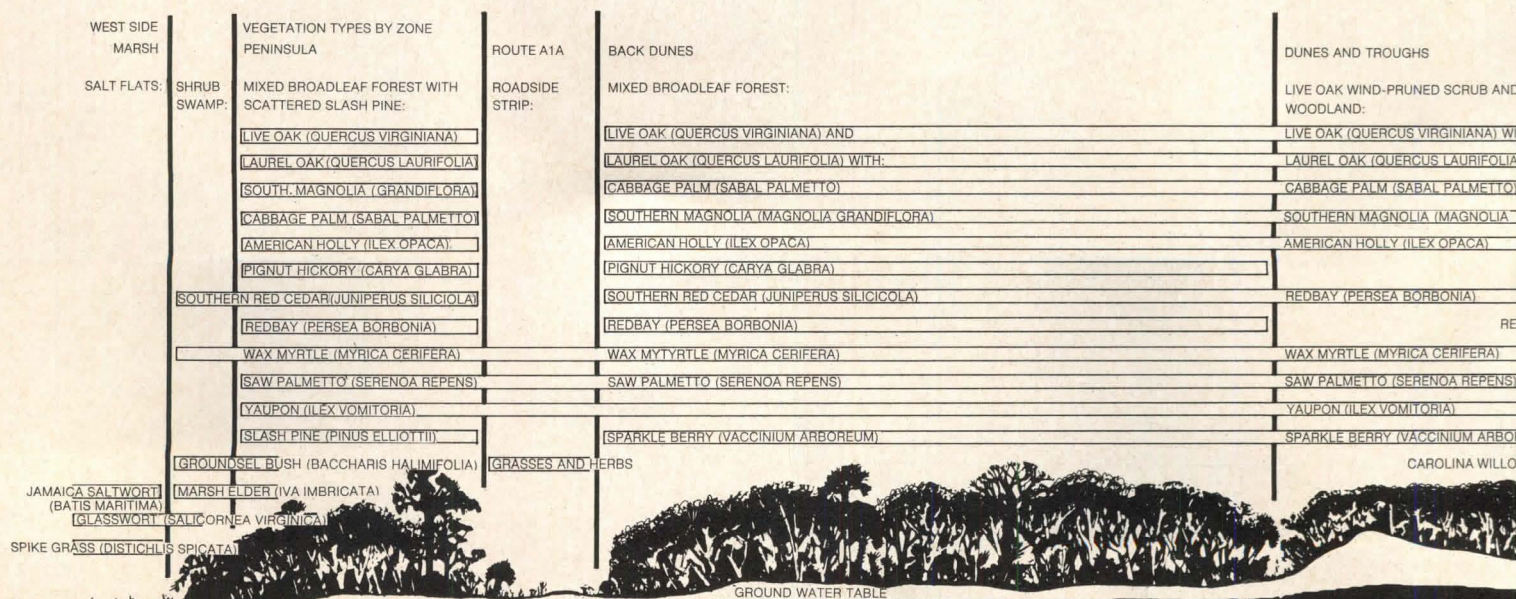 WEST SIDE
MARSH
SALT FLATS:
SHRUB
SWAMP:
VEGETATION TYPES BY ZONE
PENINSULA
MIXED BROADLEAF FOREST WITH
SCATTERED SLASH PINE:
ROUTE A1A
ROADSIDE
STRIP:
BACK DUNES
MIXED BROADLEAF FOREST:
DUNES AND TROUGHS
LIVE OAK WIND-PRUNED SCRUB AND
WOODLAND:
LIVE OAK (QUERCUS VIRGINIANA)
LIVE OAK (QUERCUS VIRGINIANA) AND
LIVE OAK (QUERCUS VIRGINIANA) WI
LAUREL OAK (QUERCUS LAURIFOLIA)
LAUREL OAK (QUERCUS LAURIFOLIA) WITH:
LAUREL OAK (QUERCUS LAURIFOLIA
SOUTH. MAGNOLIA (GRANDIFLORA)
CABBAGE PALM (SABAL PALMETTO)
CABBAGE PALM (SABAL PALMETTO)
CABBAGE PALM (SABAL PALMETTO)
SOUTHERN MAGNOLIA (MAGNOLIA GRANDIFLORA)
SOUTHERN MAGNOLIA (MAGNOLIA
AMERICAN HOLLY (ILEX OPACA)
AMERICAN HOLLY (ILEX OPACA)
AMERICAN HOLLY (ILEX OPACA)
PIGNUT HICKORY (CARYA GLABRA)
PIGNUT HICKORY (CARYA GLABRA)
SOUTHERN RED CEDAR (JUNIPERUS SILICIOLA)
SOUTHERN RED CEDAR (JUNIPERUS SILICICOLA)
REDBAY (PERSEA BORBONIA)
REDBAY (PERSEA BORBONIA)
REDBAY (PERSEA BORBONIA)
RE
WAX MYRTLE (MYRICA CERIFERA)
WAX MYTYRTLE (MYRICA CERIFERA)
WAX MYRTLE (MYRICA CERIFERA)
SAW PALMETTO (SERENOA REPENS)
SAW PALMETTO (SERENOA REPENS)
SAW PALMETTO (SERENOA REPENS)
YAUPON (ILEX VOMITORIA)
YAUPON (ILEX VOMITORIA)
SLASH PINE (PINUS ELLIOTTII)
SPARKLE BERRY (VACCINIUM ARBOREUM)
SPARKLE BERRY (VACCINIUM ARBO
GROUNDSEL BUSH (BACCHARIS HALIMIFOLIA)
GRASSES AND HERBS
CAROLINA WILLO
JAMAICA SALTWORT
(BATIS MARITIMA)
MARSH ELDER (IVA IMBRICATA)
GLASSWORT (SALICORNEA VIRGINICA)
SPIKE GRASS (DISTICHLIS SPICATA)
GROUND WATER TABLE